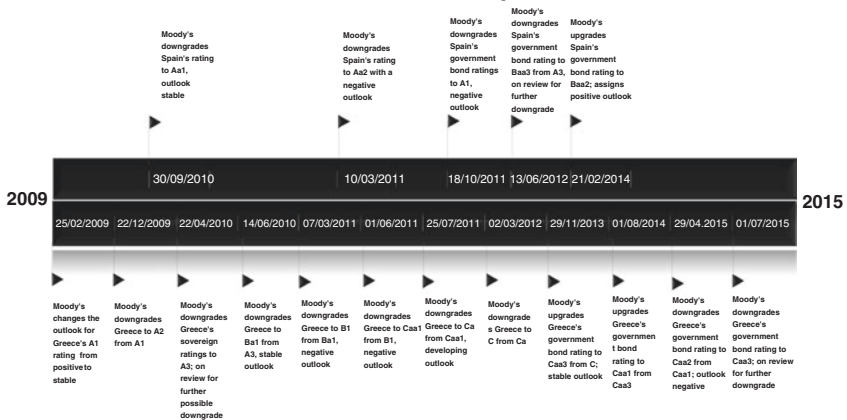 Moody's
downgrades
Spain's rating
to Aa1,
outlook
stable
Moody's
downgrades
Spain's rating
to Aa2 with a
negative
outlook
Moody's
downgrades
Spain's
government
bond ratings
to A1,
negative
outlook
Moody's
downgrades
Spain's
government
bond rating to
Baa3 from A3,
on review for
further
downgrade
Moody's
upgrades
Spain's
government
bond rating to
Baa2; assigns
positive outlook
30/09/2010 10/03/2011 18/10/2011 13/06/2012 21/02/2014
2009
2015
25/02/2009 22/12/2009 22/04/2010 14/06/2010 07/03/2011 01/06/2011 25/07/2011 02/03/2012 29/11/2013 01/08/2014 29/04.2015 01/07/2015
Moody's
changes the
outlook for
Greece's A1
rating from
positive to
stable
Moody's
downgrades
Greece to A2
from A1
Moody's
downgrades
Greece's
sovereign
ratings to
A3; on
review for
further
possible
downgrade
Moody's
downgrades
Greece to
Ba1 from
A3, stable
outlook
Moody's
downgrades
Greece to B1
from Ba1,
negative
outlook
Moody's
downgrades
Greece to Caa1
from B1,
negative
outlook
Moody's
downgrades
Greece to Ca
from Caa1,
developing
outlook
Moody's
downgrade
s Greece to
C from Ca
Moody's
upgrades
Greece's
government
bond rating to
Caa3 from C;
stable outlook
Moody's
upgrades
Greece's
governmen
t bond
rating to
Caa1 from
Caa3
Moody's
downgrades
Greece's
government
bond rating to
Caa2 from
Caa1; outlook
negative
Moody's
downgrades
Greece's
government
bond rating to
Caa3; on review
for further
downgrade